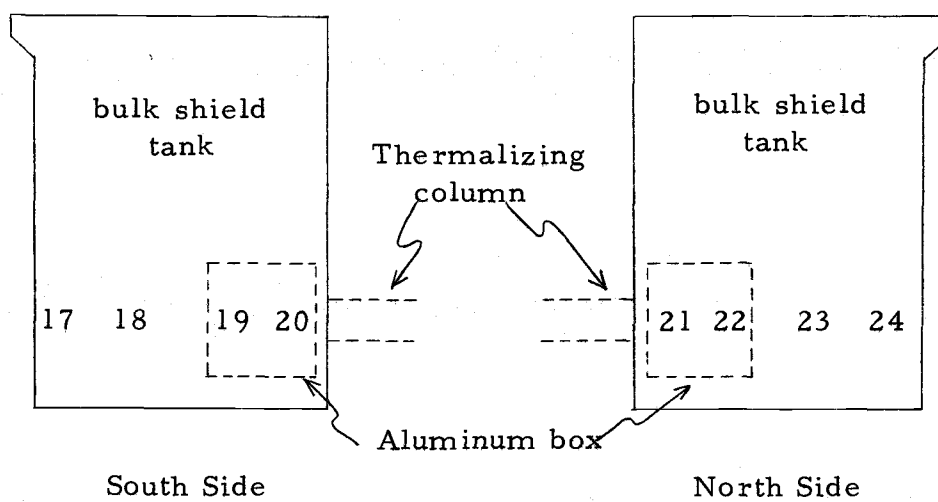 bulk shield
tank
bulk shield
tank
Thermalizing
column
17 18 19 20 21 22 23 24
Aluminum box
South Side North Side